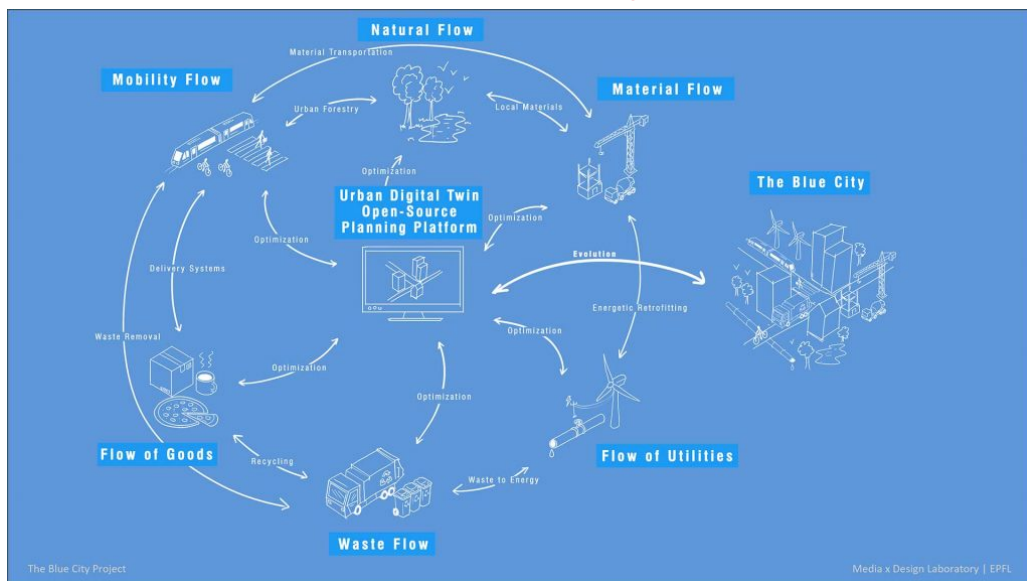 Natural Flow
Material Transportation
Mobility Flow
Material Flow
Urban Forestry
Local Materials
Optimization
The Blue City
Urban Digital Twin
Open-Source
Planning Platform
Optimization
Optimization
Evolution
Delivery Systems
Energetic Retrofitting
Waste Removal
Optimization
Optimization
Optimization
Flow of Goods
Flow of Utilities
Recycling
Waste to Energy
Waste Flow
The Blue City Project
Media x Design Laboratory | EPFL